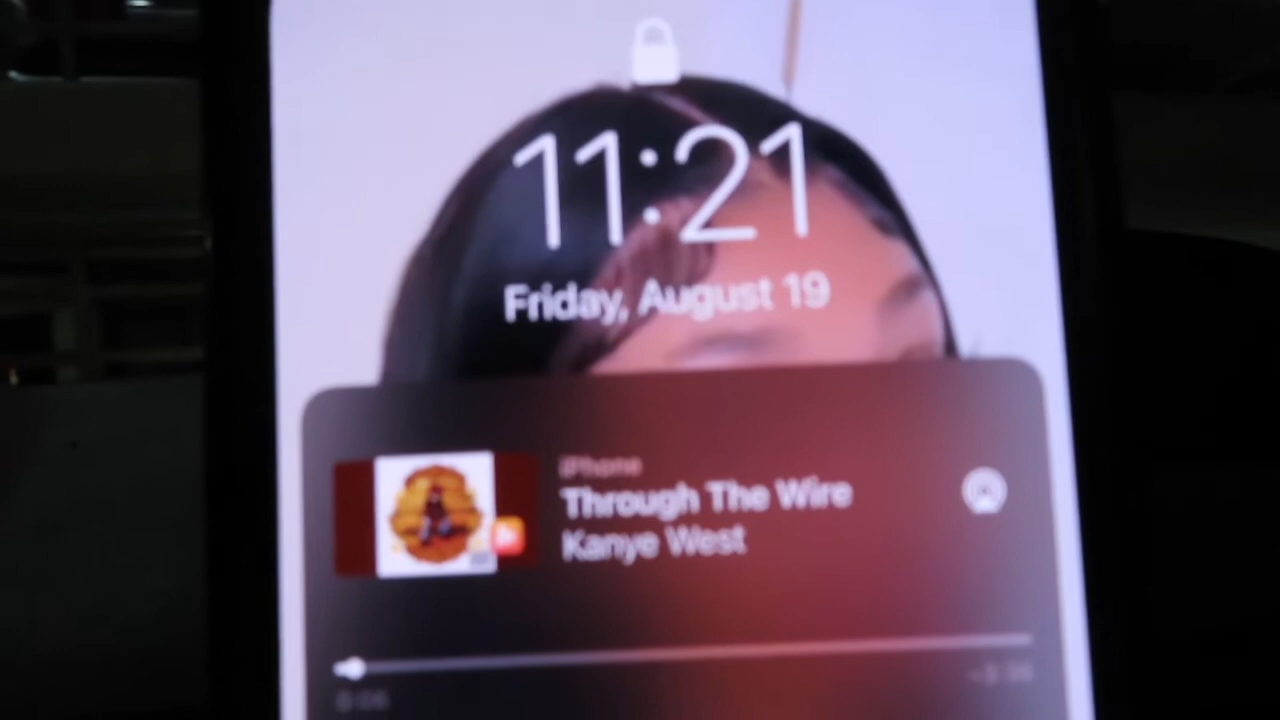 11:21
Friday, August 19
iPhone
Through The Wire
Kanye West